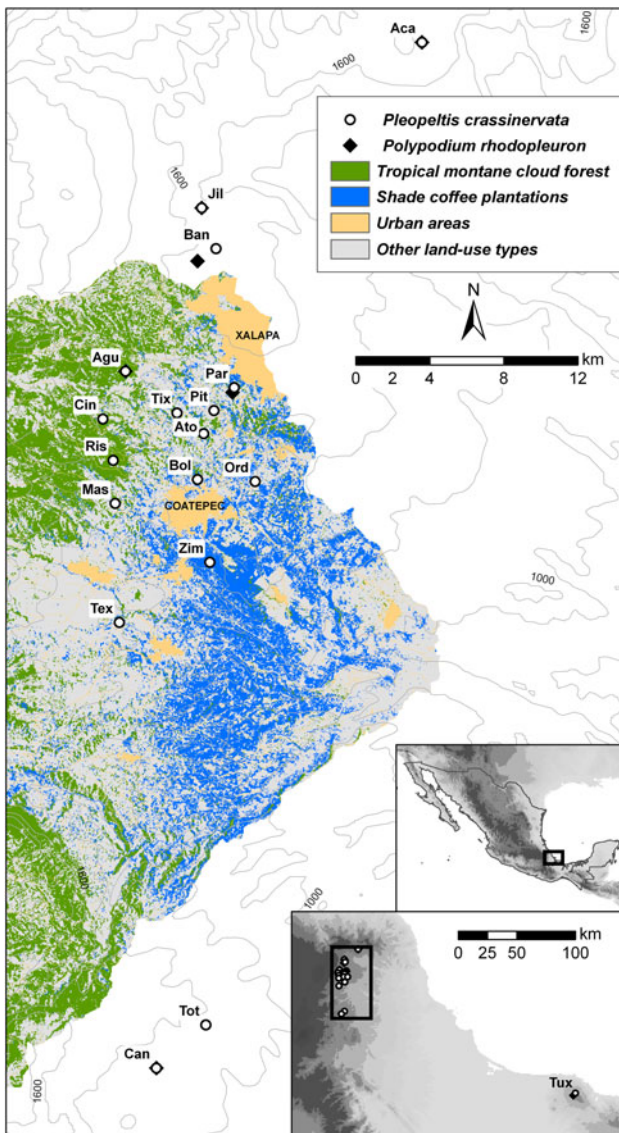 Aca
1600
1600
1600
Pleopeltis crassinervata
Polypodium rhodopleuron
Tropical montane cloud forest
Shade coffee plantations
Urban areas
Other land-use types
Jil
Ban
N
XALAPA
km
0 2 4 8 12
Agu
Par
Cin
Tix
Pit
Ato
Ris
Bol
Ord
Mas
COATEPEC
Zim
1000
Tex
1600
1000
km
0 25 50 100
Tot
Can
Tux
1600